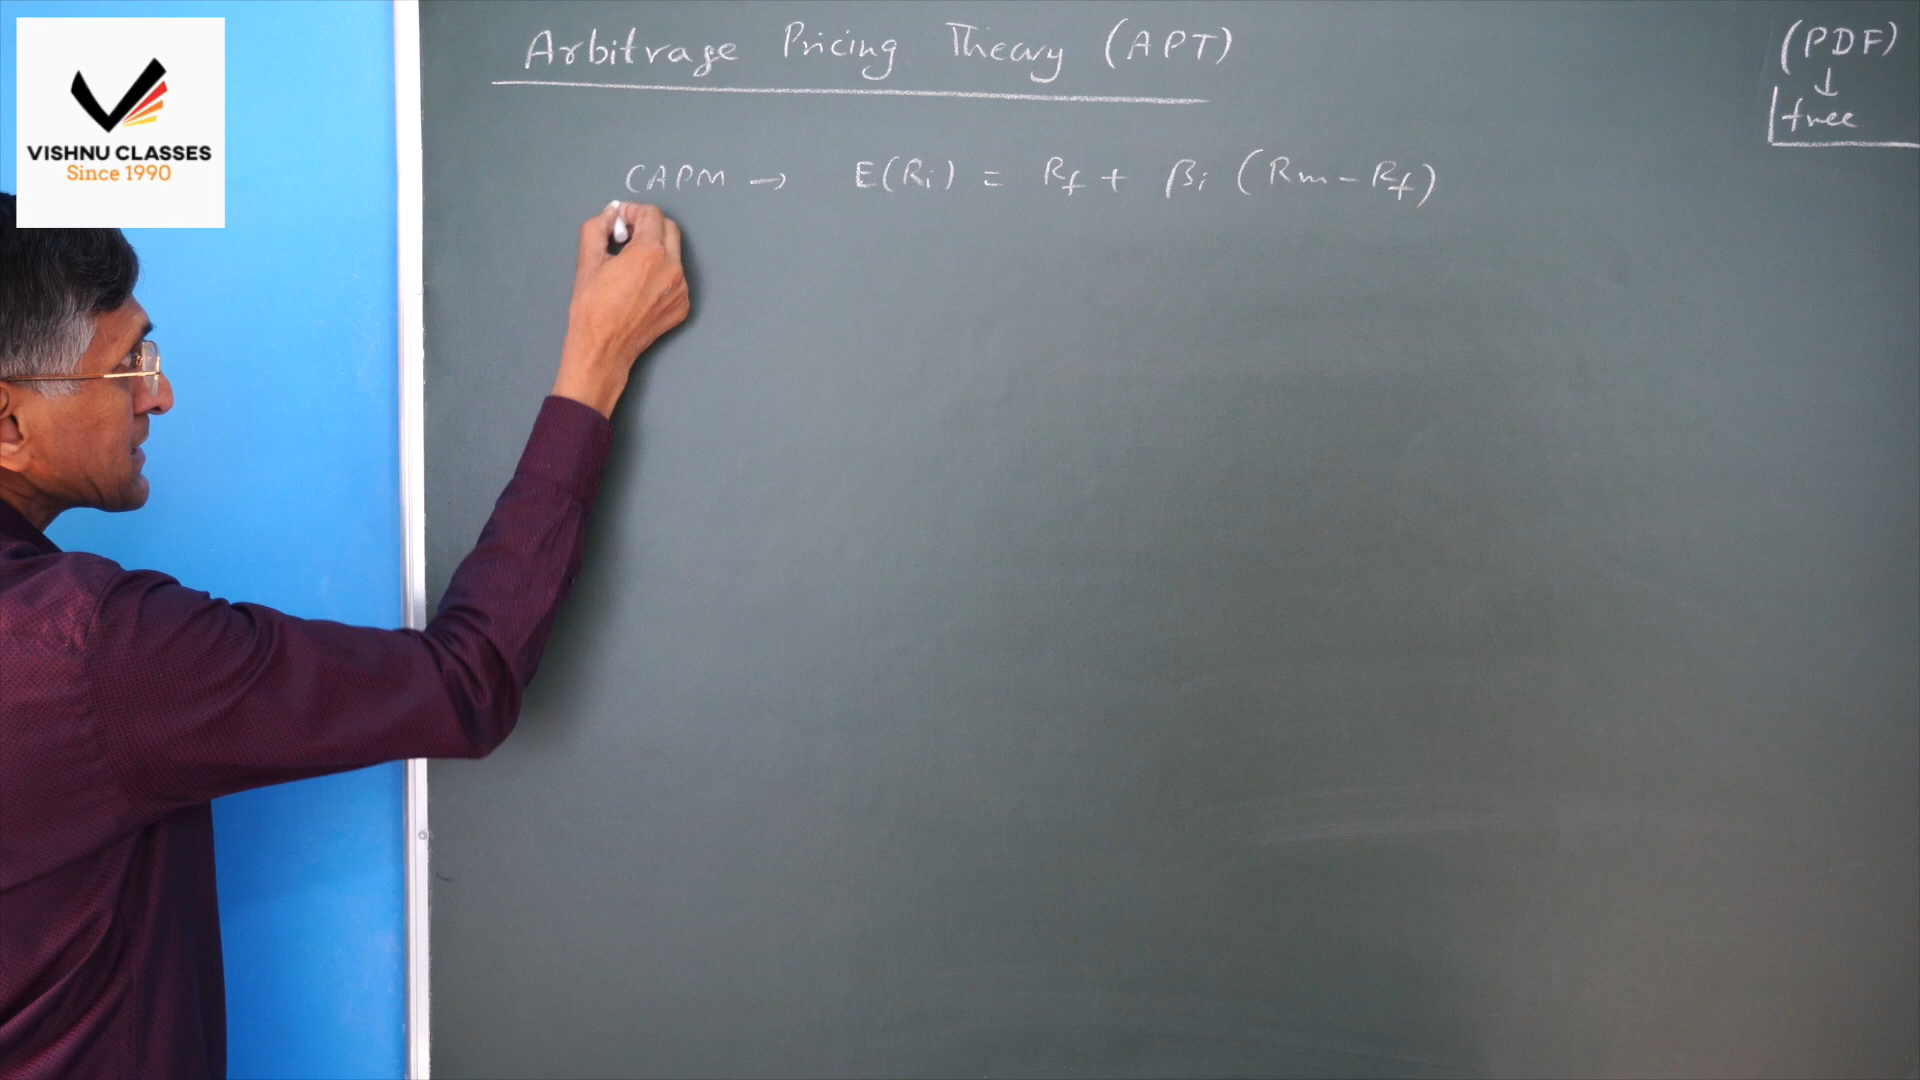 VISHNU CLASSES
Since 1990
Arbitrage Pricing Theory (APT)
(PDF)
↓
free
CAPM → E(Ri) = Rf + βi (Rm - Rf)